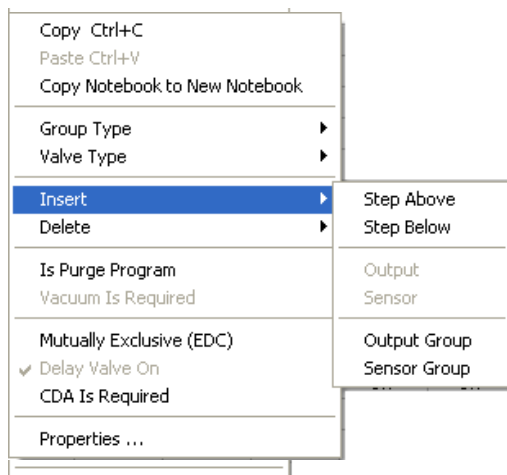 Copy Ctrl+C
Paste Ctrl+V
Copy Notebook to New Notebook
Group Type
Valve Type
Insert
Delete
Is Purge Program
Vacuum Is Required
Mutually Exclusive (EDC)
Delay Valve On
CDA Is Required
Properties ...
Step Above
Step Below
Output
Sensor
Output Group
Sensor Group